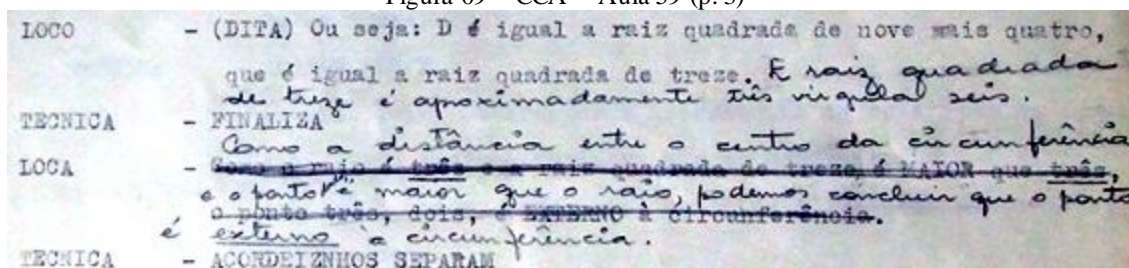 Figura 09 – CCA – Aula 39 (p. 3)
LOCO - (DITA) Ou seja: D é igual a raiz quadrada de nove mais quatro,
que é igual a raiz quadrada de treze. E raiz quadrada
de treze é aproximadamente três vírgula seis.
TECNICA - FINALIZA
Como a distância entre o centro da circunferência
LOCA - Como o raio é três e a raiz quadrada de treze é MAIOR que três,
e o ponto é maior que o raio, podemos concluir que o ponto
o ponto três, dois, é EXTERNO à circunferência.
é externo à circunferência.
TECNICA - ACORDEIZNHOS SEPARAM